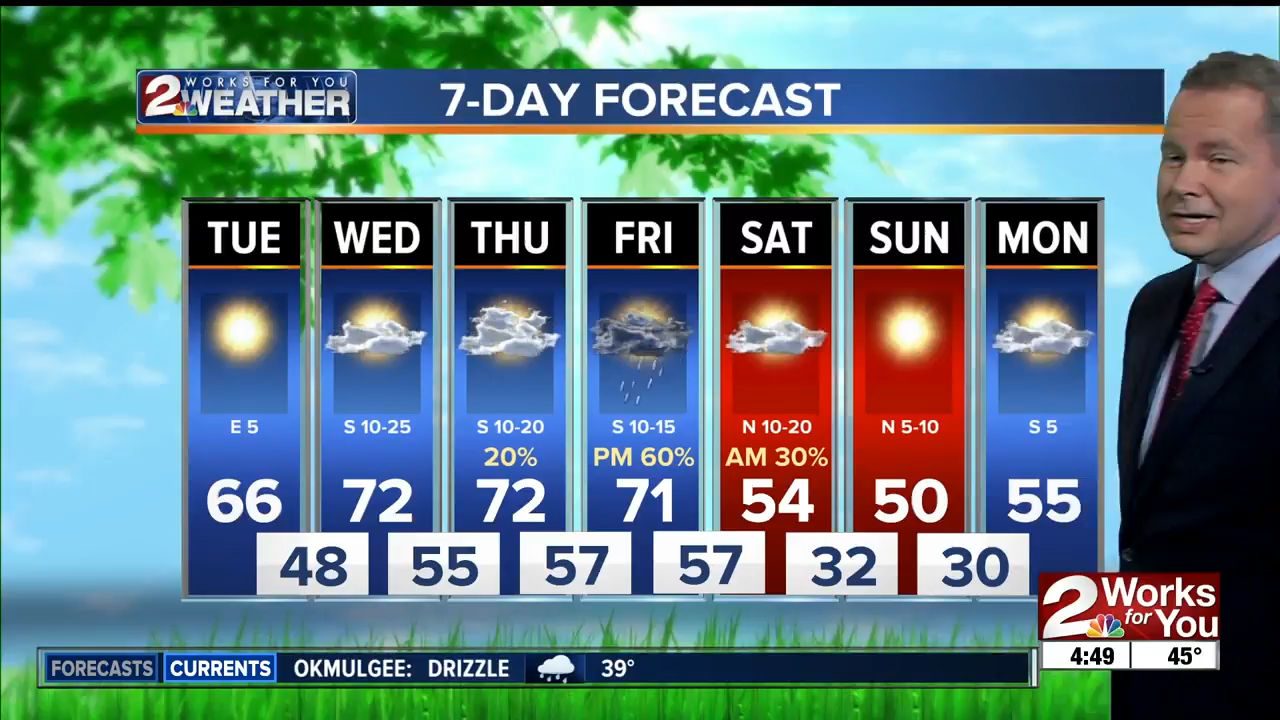 2 WORKS FOR YOU
WEATHER
7-DAY FORECAST
TUE WED THU FRI SAT SUN MON
E 5 S 10-25 S 10-20 S 10-15 N 10-20 N 5-10 S 5
20% PM 60% AM 30%
66 72 72 71 54 50 55
48 55 57 57 32 30
2 Works
for You
4:49 45°
FORECASTS CURRENTS OKMULGEE: DRIZZLE 39°